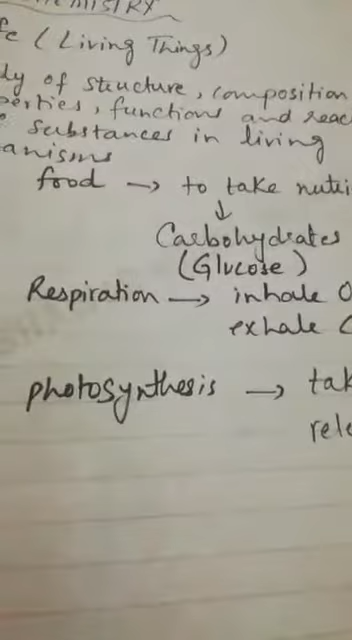 fe (Living Things)
dy of structure, composition
perties, functions and reac
substances in living
anisms
food → to take nutri
↓
Carbohydrates
(Glucose)
Respiration → inhale O
exhale C
photosynthesis → tak
rele